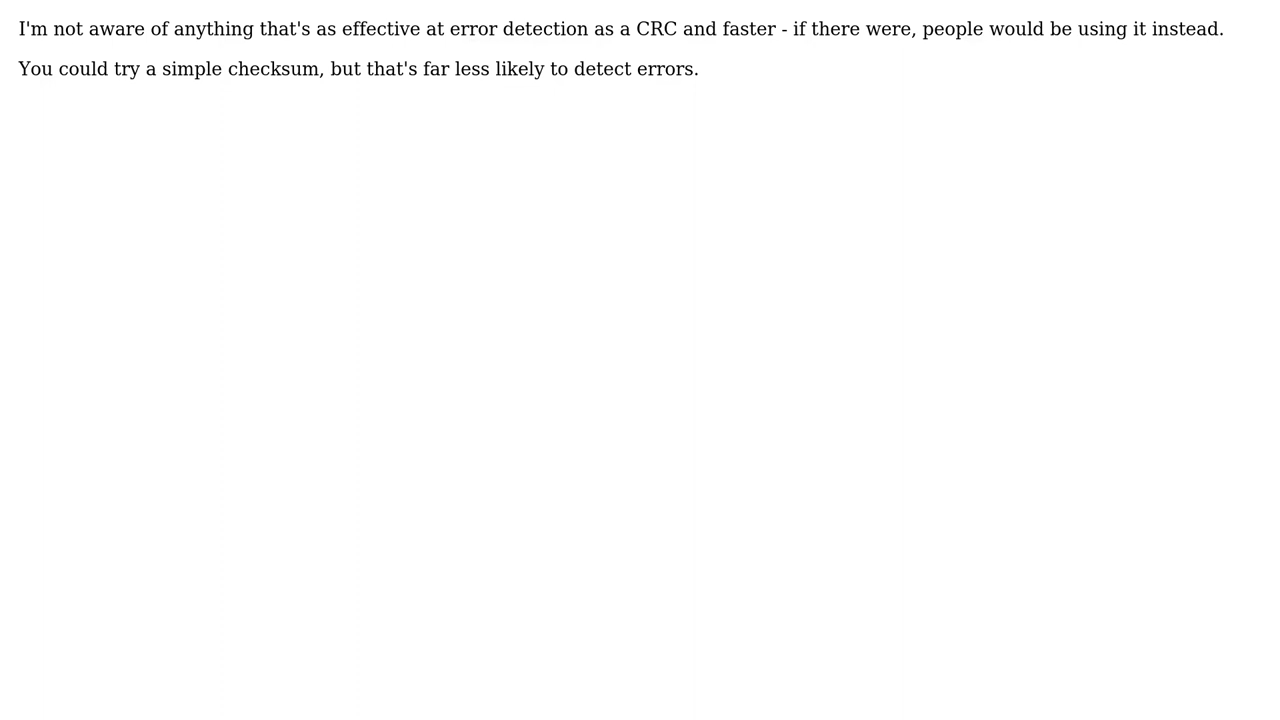 I'm not aware of anything that's as effective at error detection as a CRC and faster - if there were, people would be using it instead.
You could try a simple checksum, but that's far less likely to detect errors.